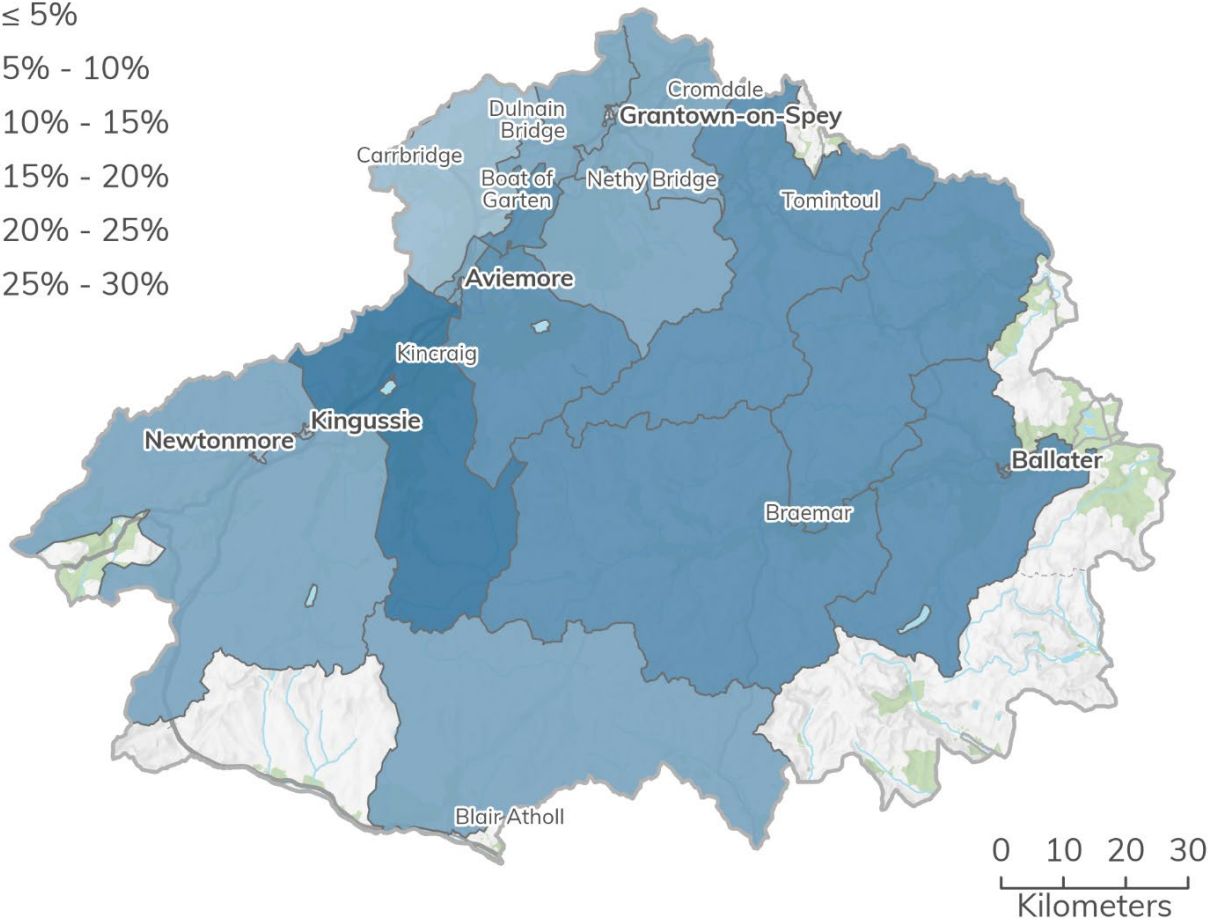 ≤ 5%
5% - 10%
10% - 15%
15% - 20%
20% - 25%
25% - 30%
Cromdale
Dulnain
Bridge
Grantown-on-Spey
Carrbridge
Boat of
Garten
Nethy Bridge
Tomintoul
Aviemore
Kincraig
Kingussie
Newtonmore
Ballater
Braemar
Blair Atholl
0 10 20 30
Kilometers